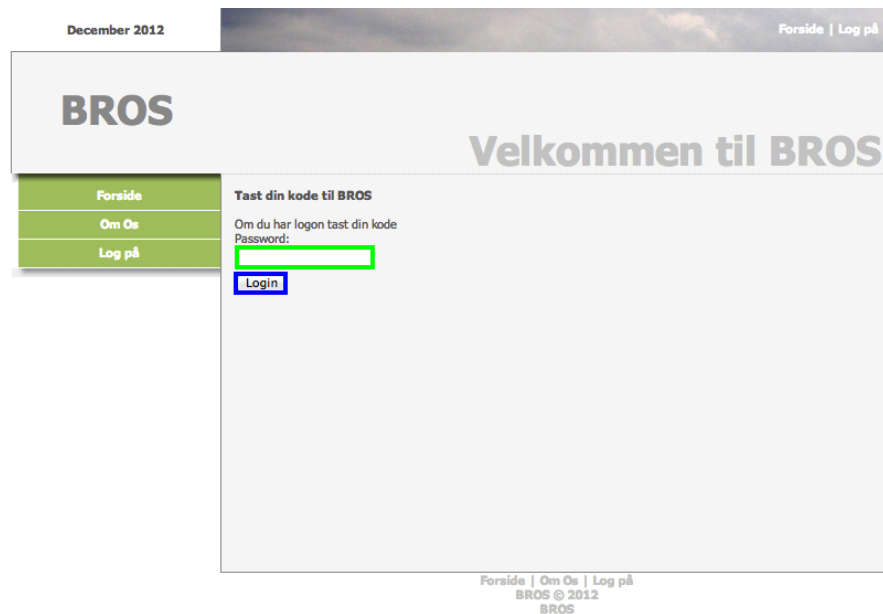 December 2012
Forside | Log på
BROS
Velkommen til BROS
Forside
Om Os
Log på
Tast din kode til BROS
Om du har logon tast din kode
Password:
Login
Forside | Om Os | Log på
BROS © 2012
BROS